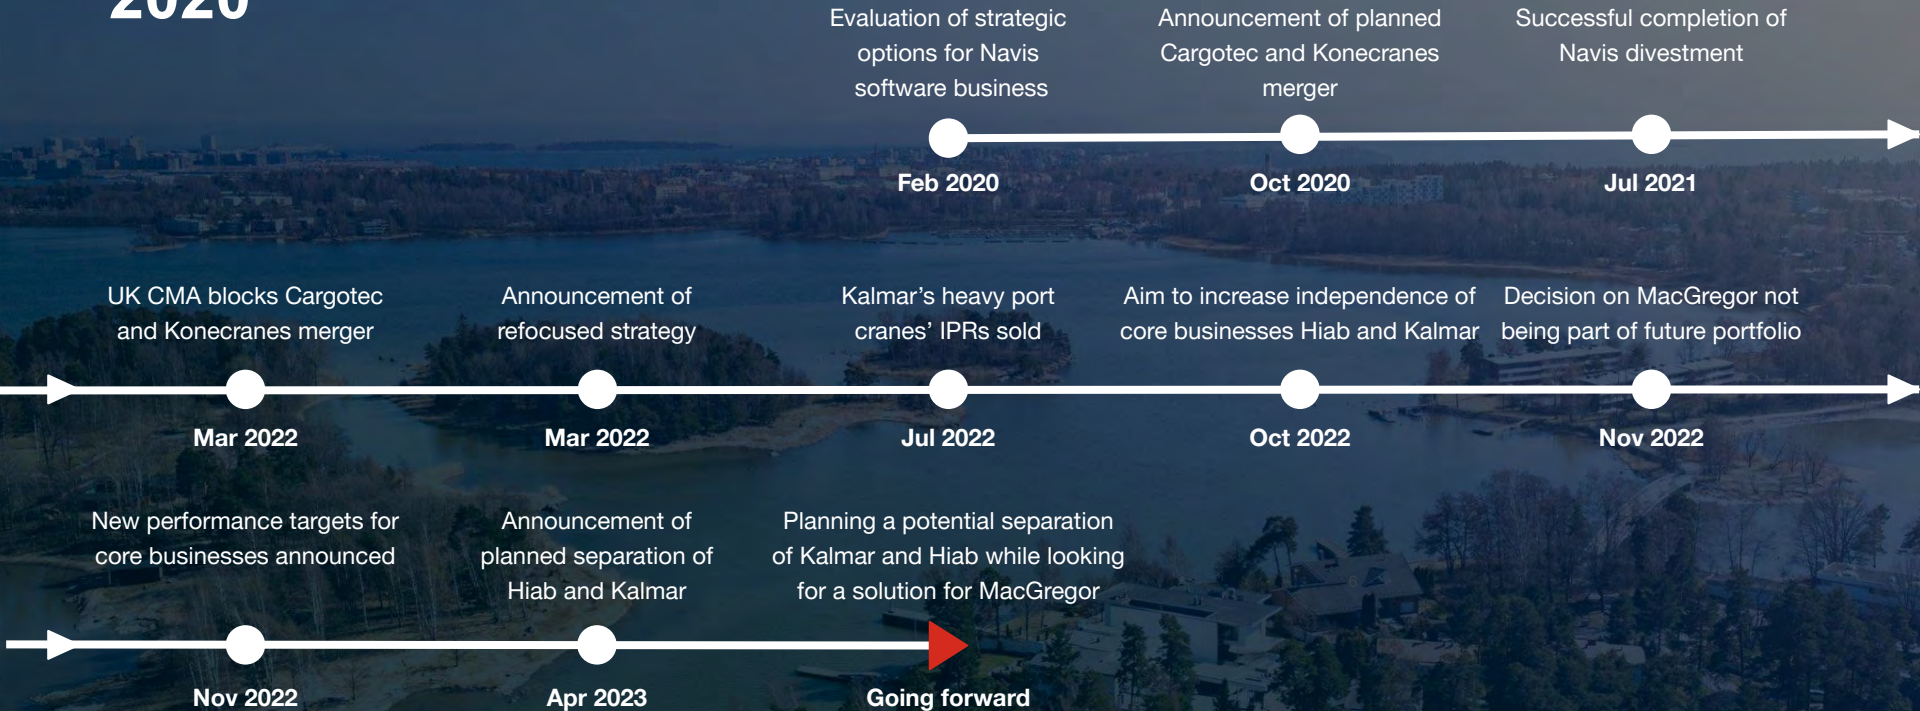 2020
Evaluation of strategic
options for Navis
software business
Feb 2020
Announcement of planned
Cargotec and Konecranes
merger
Oct 2020
Successful completion of
Navis divestment
Jul 2021
UK CMA blocks Cargotec
and Konecranes merger
Mar 2022
Announcement of
refocused strategy
Mar 2022
Kalmar’s heavy port
cranes’ IPRs sold
Jul 2022
Aim to increase independence of
core businesses Hiab and Kalmar
Oct 2022
Decision on MacGregor not
being part of future portfolio
Nov 2022
New performance targets for
core businesses announced
Nov 2022
Announcement of
planned separation of
Hiab and Kalmar
Apr 2023
Planning a potential separation
of Kalmar and Hiab while looking
for a solution for MacGregor
Going forward